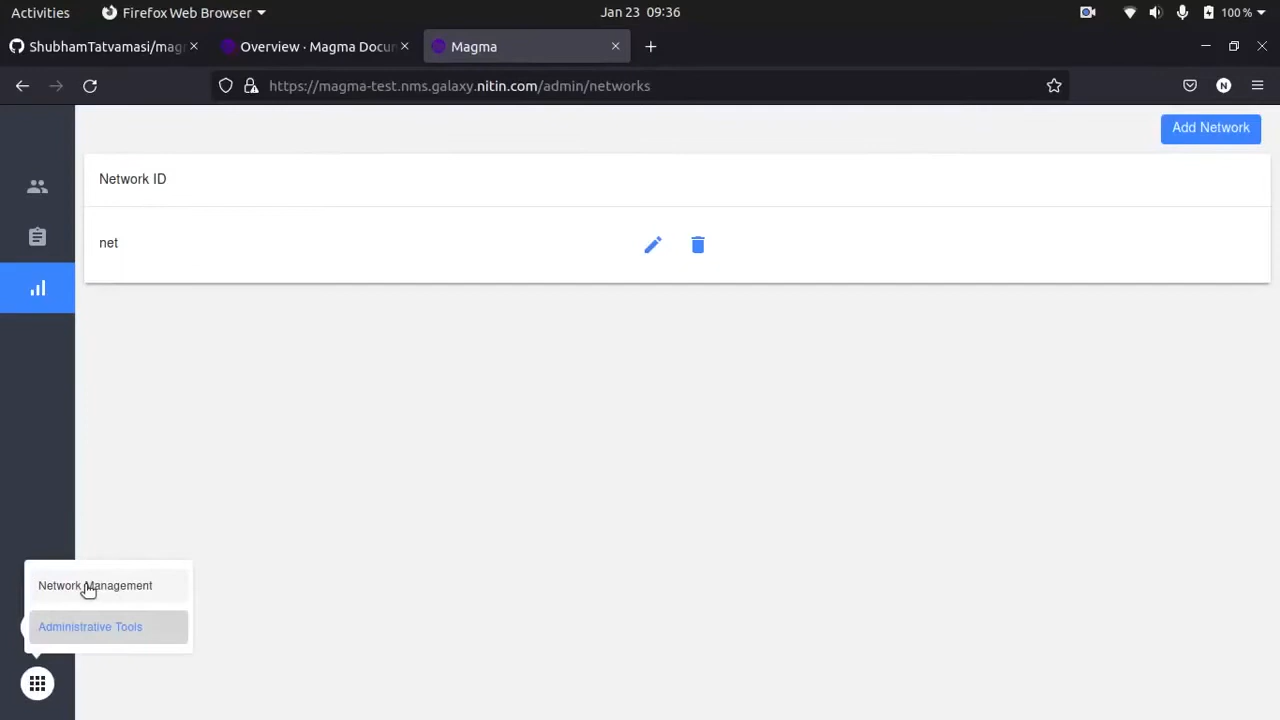 Activities Firefox Web Browser Jan 23 09:36 100 %
ShubhamTatvamasi/mag Overview · Magma Docu Magma
https://magma-test.nms.galaxy.nitin.com/admin/networks N
Add Network
Network ID
net
Network Management
Administrative Tools